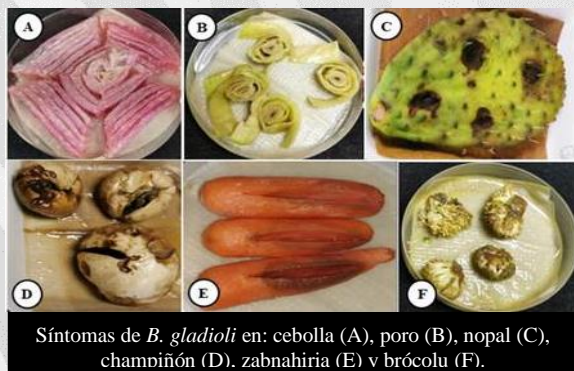 A
B
C
D
E
F
Síntomas de B. gladioli en: cebolla (A), poro (B), nopal (C),
champiñón (D), zabnahiria (E) y brócolu (F).